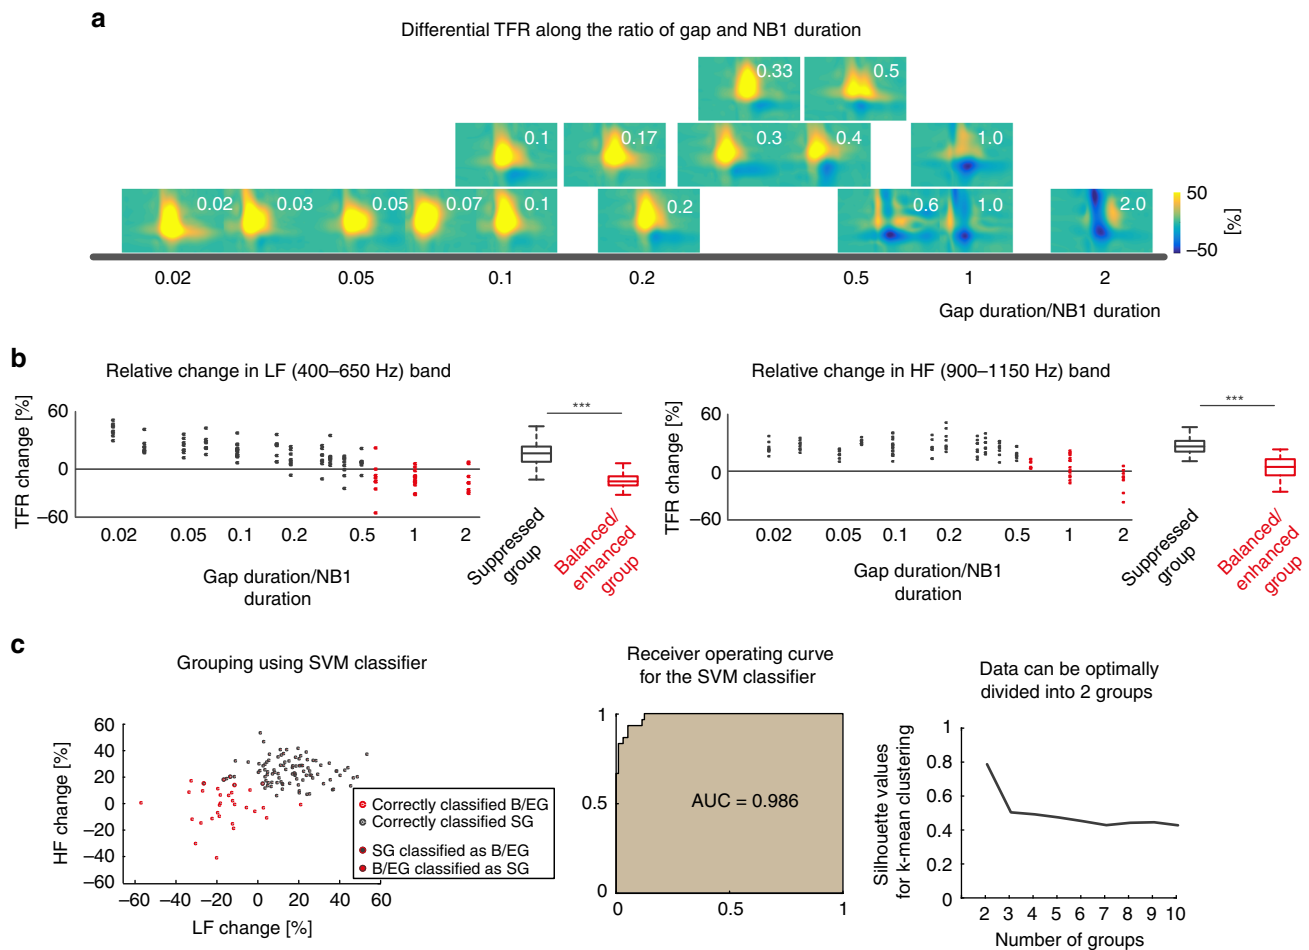 a
Differential TFR along the ratio of gap and NB1 duration
0.33 0.5
0.1 0.17 0.3 0.4 1.0
0.02 0.03 0.05 0.07 0.1 0.2 0.6 1.0 2.0
50
–50
[%]
0.02 0.05 0.1 0.2 0.5 1 2
Gap duration/NB1 duration
b
Relative change in LF (400–650 Hz) band
TFR change [%]
60
0
–60
0.02 0.05 0.1 0.2 0.5 1 2
Gap duration/NB1
duration
***
Suppressed
group
Balanced/
enhanced
group
Relative change in HF (900–1150 Hz) band
TFR change [%]
60
0
–60
0.02 0.05 0.1 0.2 0.5 1 2
Gap duration/NB1
duration
***
Suppressed
group
Balanced/
enhanced
group
c
Grouping using SVM classifier
HF change [%]
60
40
20
0
–20
–40
–60
–60 –40 –20 0 20 40 60
LF change [%]
Correctly classified B/EG
Correctly classified SG
SG classified as B/EG
B/EG classified as SG
Receiver operating curve
for the SVM classifier
1
0.5
0
AUC = 0.986
0 0.5 1
Data can be optimally
divided into 2 groups
Silhouette values
for k-mean clustering
1
0.8
0.6
0.4
0.2
0
2 3 4 5 6 7 8 9 10
Number of groups